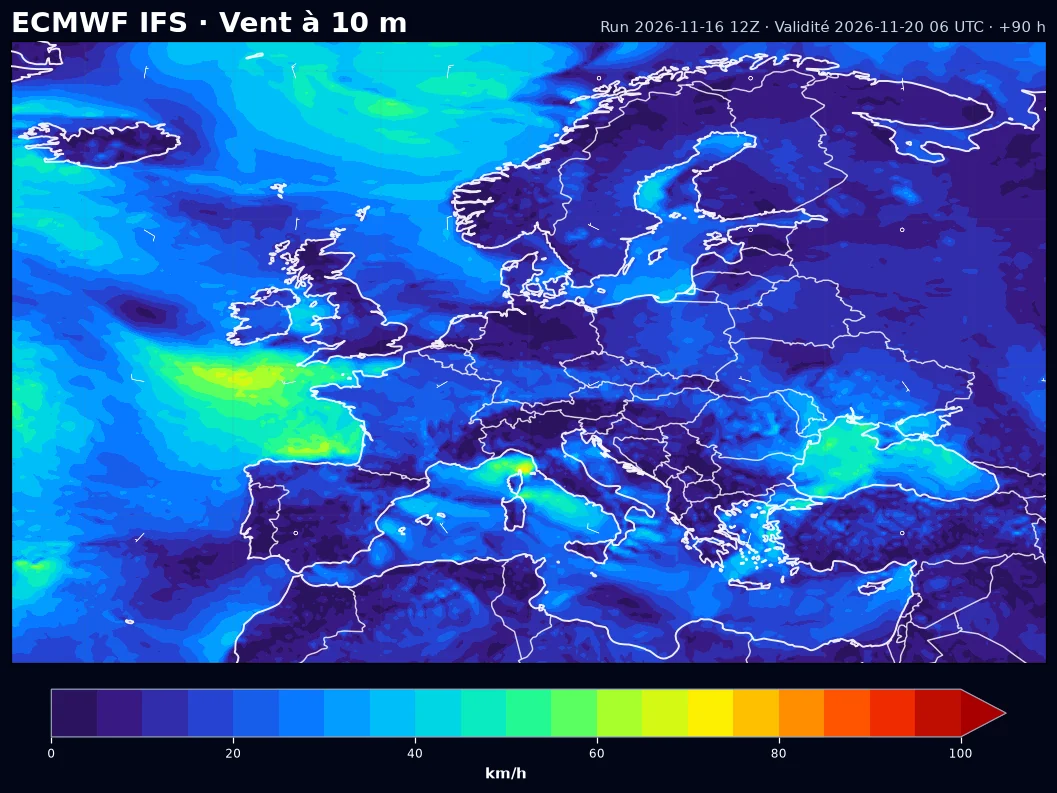 ECMWF IFS · Vent à 10 m
Run 2026-11-16 12Z · Validité 2026-11-20 06 UTC · +90 h
0 20 40 60 80 100
km/h